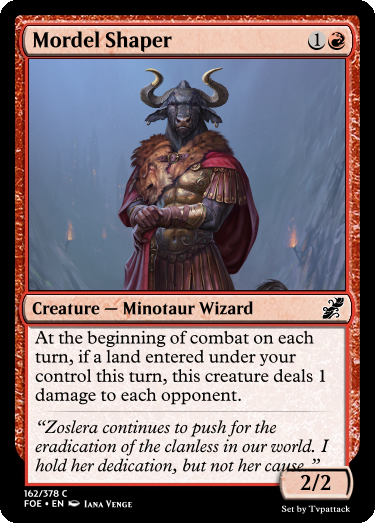 Mordel Shaper 1
Creature — Minotaur Wizard
At the beginning of combat on each
turn, if a land entered under your
control this turn, this creature deals 1
damage to each opponent.
“Zoslera continues to push for the
eradication of the clanless in our world. I
hold her dedication, but not her cause.”
2/2
162/378 C
FOE • EN Iana Venge
Set by Tvpattack